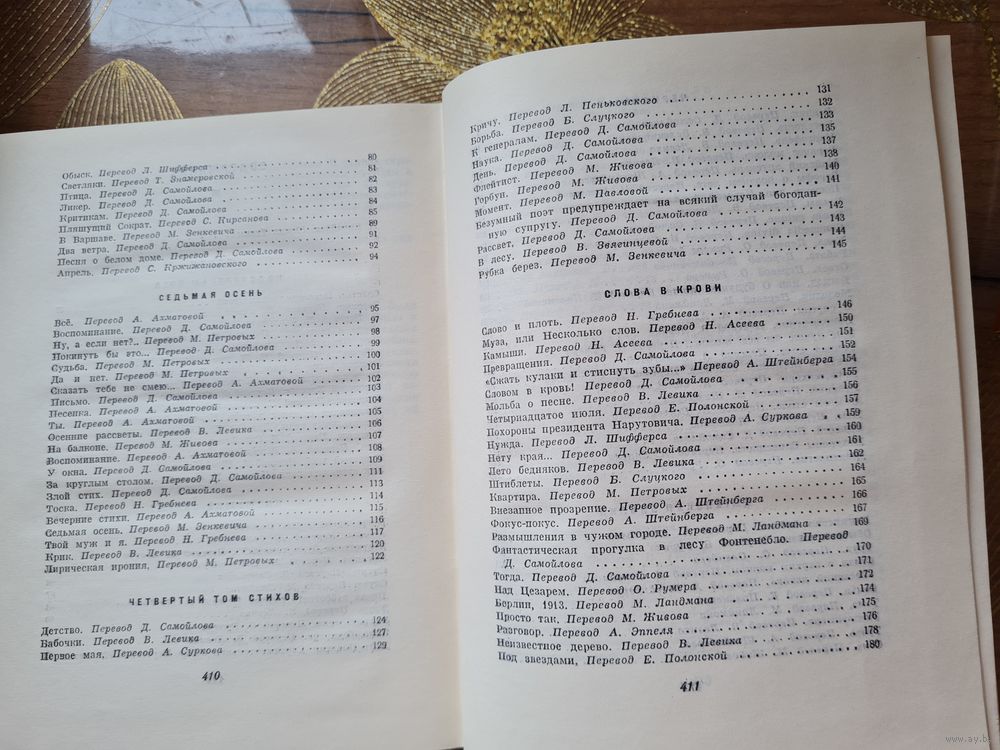 Обыск. Перевод Л. Шифферса 80
Светляки. Перевод Т. Знамеровской 81
Птица. Перевод Д. Самойлова 82
Ликер. Перевод Д. Самойлова 83
Критикам. Перевод Д. Самойлова 84
Пляшущий Сократ. Перевод С. Кирсанова 85
В Варшаве. Перевод М. Зенкевича 89
Два ветра. Перевод Д. Самойлова 91
Песня о белом доме. Перевод Д. Самойлова 92
Апрель. Перевод С. Кржижановского 94
СЕДЬМАЯ ОСЕНЬ
Всё. Перевод А. Ахматовой 95
Воспоминание. Перевод Д. Самойлова 97
Ну, а если нет?.. Перевод М. Петровых 98
Покинуть бы это... Перевод Д. Самойлова 99
Судьба. Перевод М. Петровых 100
Да и нет. Перевод М. Петровых 101
Сказать тебе не смею... Перевод А. Ахматовой 102
Письмо. Перевод Д. Самойлова 103
Песенка. Перевод А. Ахматовой 104
Ты. Перевод А. Ахматовой 105
Осенние рассветы. Перевод В. Левика 106
На балконе. Перевод М. Живова 107
Воспоминание. Перевод А. Ахматовой 108
У окна. Перевод Д. Самойлова 109
За круглым столом. Перевод Д. Самойлова 111
Злой стих. Перевод Д. Самойлова 113
Тоска. Перевод Н. Гребнева 114
Вечерние стихи. Перевод А. Ахматовой 115
Седьмая осень. Перевод М. Зенкевича 116
Твой муж и я. Перевод Н. Гребнева 117
Крик. Перевод В. Левика 120
Лирическая ирония. Перевод М. Петровых 122
ЧЕТВЕРТЫЙ ТОМ СТИХОВ
Детство. Перевод Д. Самойлова 124
Бабочки. Перевод В. Левика 127
Первое мая. Перевод А. Суркова 129
410
Кричу. Перевод Л. Пеньковского 131
Борьба. Перевод Б. Слуцкого 132
К генералам. Перевод Д. Самойлова 133
Наука. Перевод Д. Самойлова 135
День. Перевод Д. Самойлова 137
Флейтист. Перевод М. Живова 138
Горбун. Перевод М. Живова 140
Момент. Перевод М. Павловой 141
Безумный поэт предупреждает на всякий случай богодан-
ную супругу. Перевод Д. Самойлова 142
Рассвет. Перевод Д. Самойлова 143
В лесу. Перевод В. Звягинцевой 144
Рубка берез. Перевод М. Зенкевича 145
СЛОВА В КРОВИ
Слово и плоть. Перевод Н. Гребнева 146
Муза, или Несколько слов. Перевод Н. Асеева 150
Камыши. Перевод Н. Асеева 151
Превращения. Перевод Д. Самойлова 152
«Сжать кулаки и стиснуть зубы...» Перевод А. Штейнберга 154
Словом в кровь! Перевод Д. Самойлова 155
Мольба о песне. Перевод В. Левика 156
Четырнадцатое июля. Перевод Е. Полонской 157
Похороны президента Нарутовича. Перевод А. Суркова 159
Нужда. Перевод Л. Шифферса 160
Нету края... Перевод Д. Самойлова 161
Лето бедняков. Перевод В. Левика 162
Штиблеты. Перевод Б. Слуцкого 164
Квартира. Перевод М. Петровых 165
Внезапное прозрение. Перевод А. Штейнберга 166
Фокус-покус. Перевод А. Штейнберга 167
Размышления в чужом городе. Перевод М. Ландмана 169
Фантастическая прогулка в лесу Фонтенебло. Перевод
Д. Самойлова 170
Тогда. Перевод Д. Самойлова 171
Над Цезарем. Перевод О. Румера 172
Берлин, 1913. Перевод М. Ландмана 174
Просто так. Перевод М. Живова 175
Разговор. Перевод А. Эппеля 176
Неизвестное дерево. Перевод В. Левика 178
Под звездами. Перевод Е. Полонской 180
411
www.ay.by